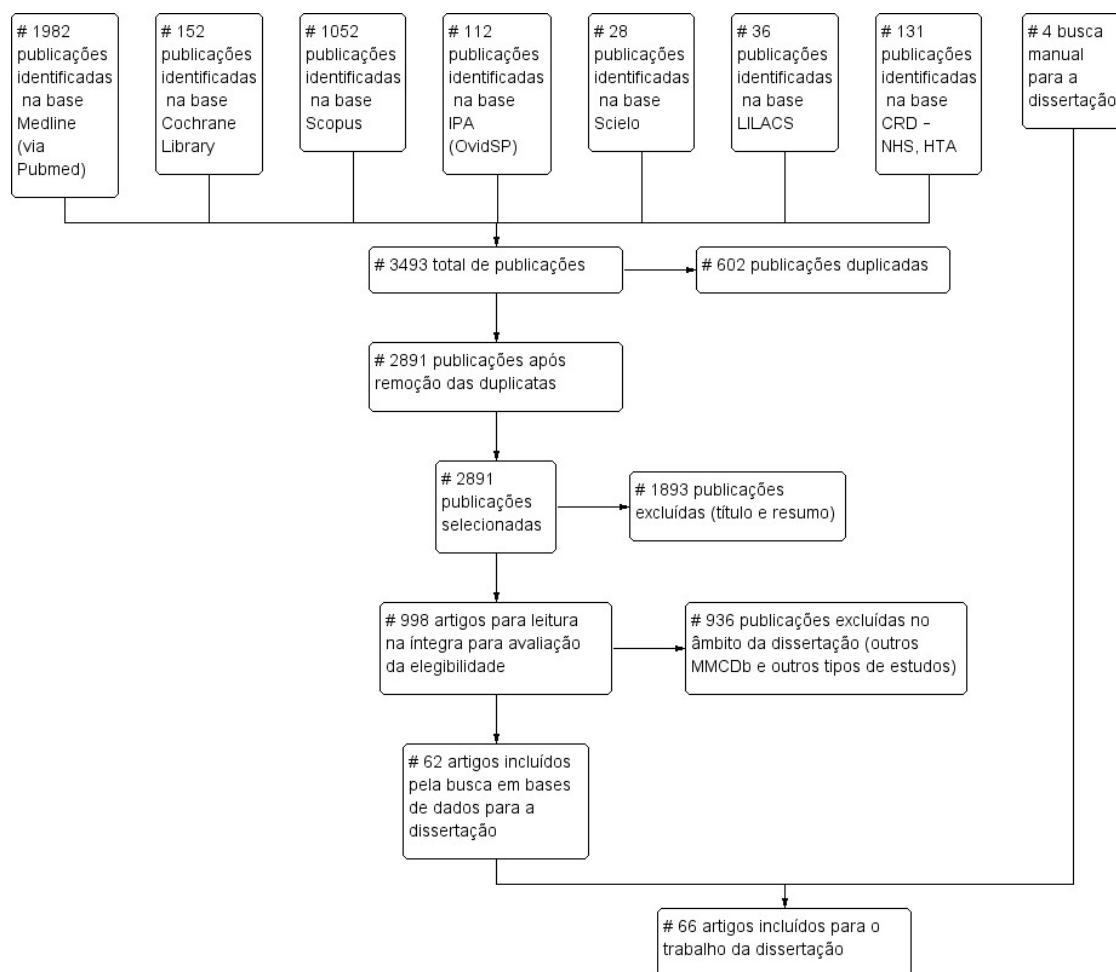 # 1982
publicações
identificadas
na base
Medline
(via
Pubmed)
# 152
publicações
identificadas
na base
Cochrane
Library
# 1052
publicações
identificadas
na base
Scopus
# 112
publicações
identificadas
na base
IPA
(OvidSP)
# 28
publicações
identificadas
na base
Scielo
# 36
publicações
identificadas
na base
LILACS
# 131
publicações
identificadas
na base
CRD –
NHS, HTA
# 4 busca
manual
para a
dissertação
# 3493 total de publicações
# 602 publicações duplicadas
# 2891 publicações após
remoção das duplicatas
# 2891
publicações
selecionadas
# 1893 publicações
excluídas (título e resumo)
# 998 artigos para leitura
na íntegra para avaliação
da elegibilidade
# 936 publicações excluídas no
âmbito da dissertação (outros
MMCDb e outros tipos de estudos)
# 62 artigos incluídos
pela busca em bases
de dados para a
dissertação
# 66 artigos incluídos para o
trabalho da dissertação